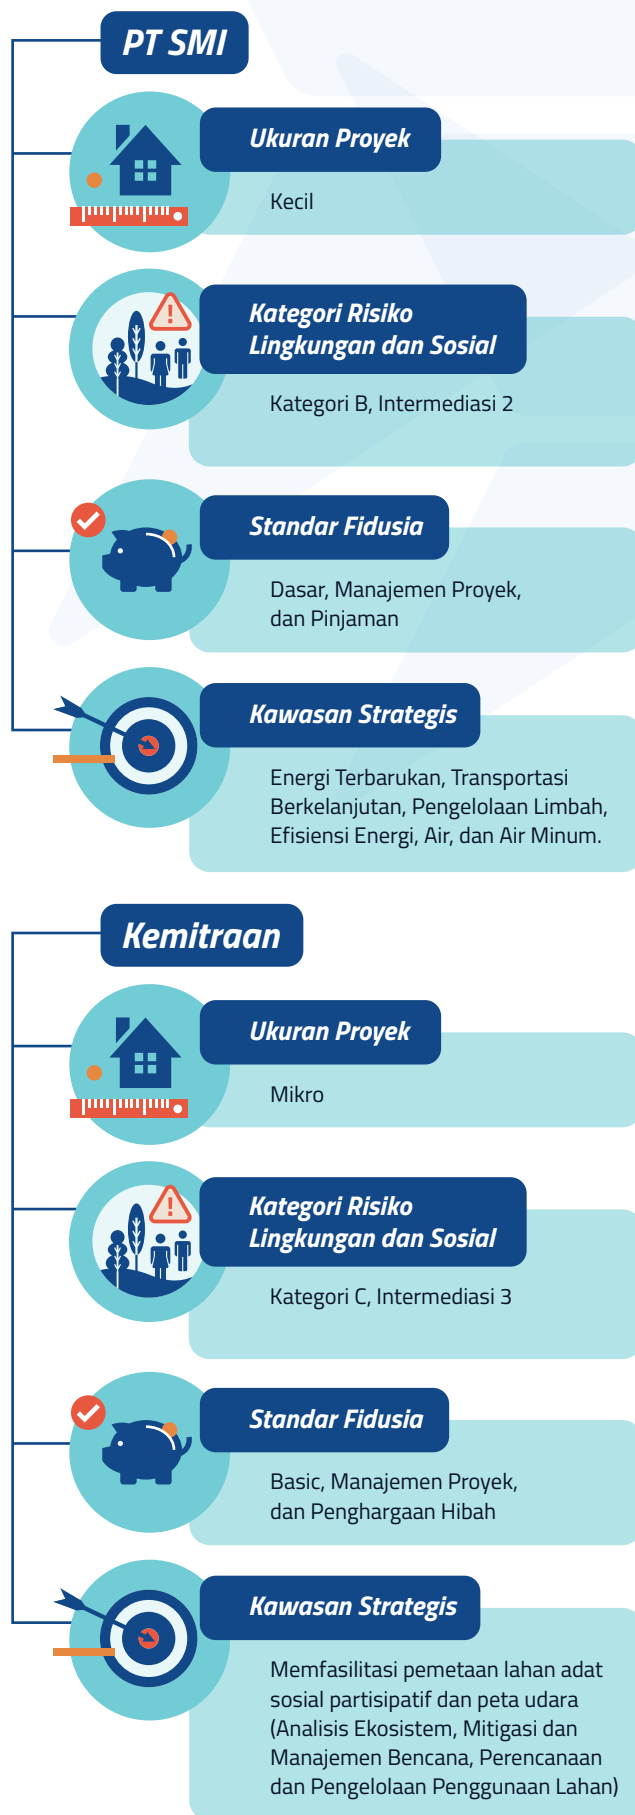 PT SMI
Ukuran Proyek
Kecil
Kategori Risiko
Lingkungan dan Sosial
Kategori B, Intermediasi 2
Standar Fidusia
Dasar, Manajemen Proyek,
dan Pinjaman
Kawasan Strategis
Energi Terbarukan, Transportasi
Berkelanjutan, Pengelolaan Limbah,
Efisiensi Energi, Air, dan Air Minum.
Kemitraan
Ukuran Proyek
Mikro
Kategori Risiko
Lingkungan dan Sosial
Kategori C, Intermediasi 3
Standar Fidusia
Basic, Manajemen Proyek,
dan Penghargaan Hibah
Kawasan Strategis
Memfasilitasi pemetaan lahan adat
sosial partisipatif dan peta udara
(Analisis Ekosistem, Mitigasi dan
Manajemen Bencana, Perencanaan
dan Pengelolaan Penggunaan Lahan)